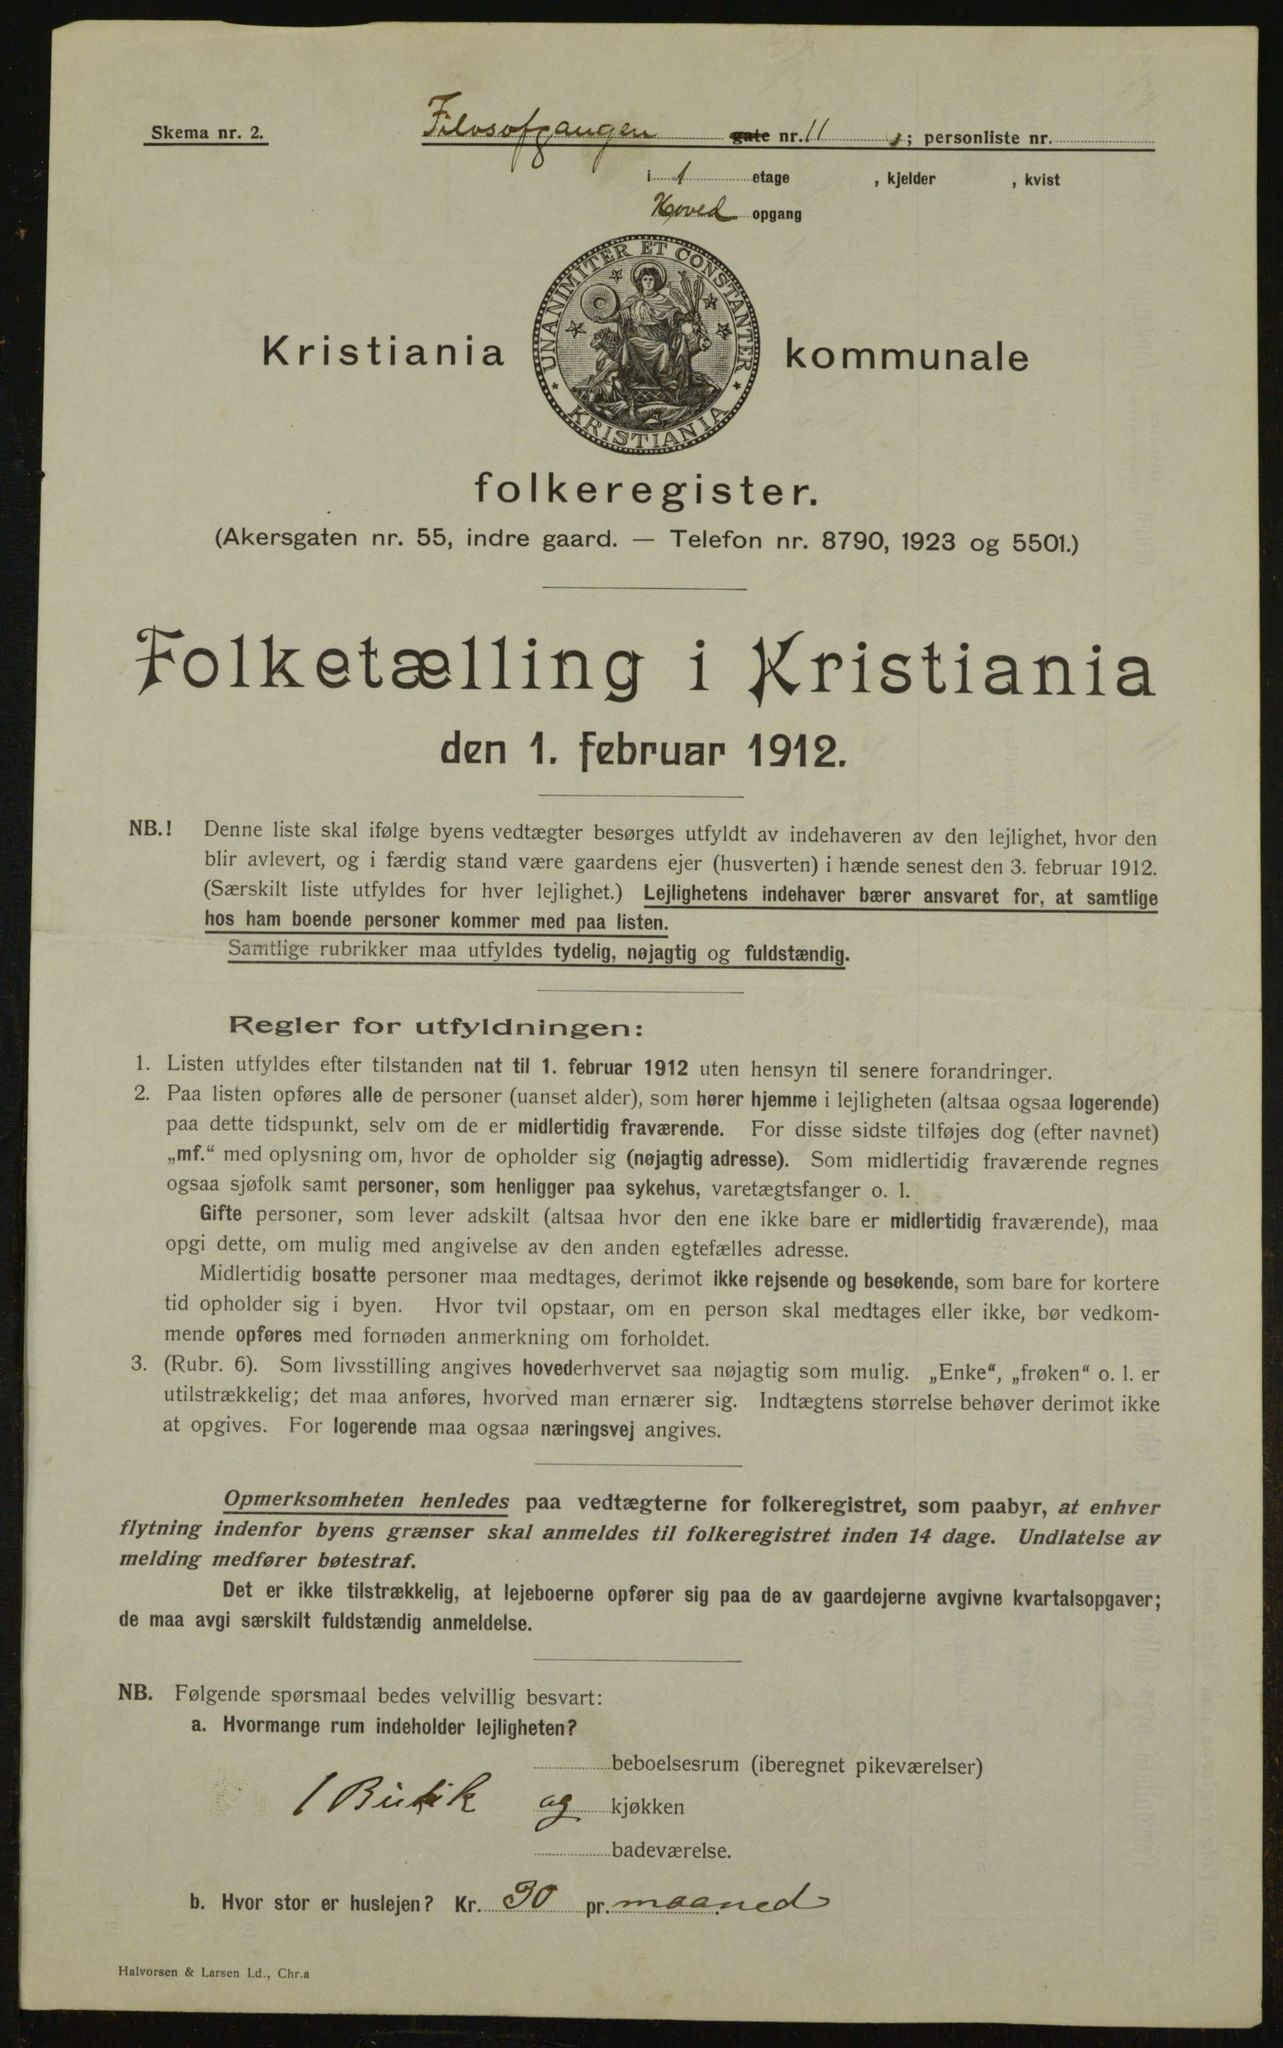 Skema nr. 2. Filosofgangen gate nr. 11 ; personliste nr.
i 1 etage , kjelder , kvist
Hoved opgang
UNANIMITER ET CONSTANTER
KRISTIANIA
Kristiania kommunale
folkeregister.
(Akersgaten nr. 55, indre gaard. — Telefon nr. 8790, 1923 og 5501.)
Folketælling i Kristiania
den 1. februar 1912.
NB.! Denne liste skal ifølge byens vedtægter besørges utfyldt av indehaveren av den lejlighet, hvor den
blir avlevert, og i færdig stand være gaardens ejer (husverten) i hænde senest den 3. februar 1912.
(Særskilt liste utfyldes for hver lejlighet.) Lejlighetens indehaver bærer ansvaret for, at samtlige
hos ham boende personer kommer med paa listen.
Samtlige rubrikker maa utfyldes tydelig, nøjagtig og fuldstændig.
Regler for utfyldningen:
1. Listen utfyldes efter tilstanden nat til 1. februar 1912 uten hensyn til senere forandringer.
2. Paa listen opføres alle de personer (uanset alder), som hører hjemme i lejligheten (altsaa ogsaa logerende)
paa dette tidspunkt, selv om de er midlertidig fraværende. For disse sidste tilføjes dog (efter navnet)
„mf.“ med oplysning om, hvor de opholder sig (nøjagtig adresse). Som midlertidig fraværende regnes
ogsaa sjøfolk samt personer, som henligger paa sykehus, varetægtsfanger o. l.
Gifte personer, som lever adskilt (altsaa hvor den ene ikke bare er midlertidig fraværende), maa
opgi dette, om mulig med angivelse av den anden egtefælles adresse.
Midlertidig bosatte personer maa medtages, derimot ikke rejsende og besøkende, som bare for kortere
tid opholder sig i byen. Hvor tvil opstaar, om en person skal medtages eller ikke, bør vedkom-
mende opføres med fornøden anmerkning om forholdet.
3. (Rubr. 6). Som livsstilling angives hovederhvervet saa nøjagtig som mulig. „Enke“, „frøken“ o. l. er
utilstrækkelig; det maa anføres, hvorved man ernærer sig. Indtægtens størrelse behøver derimot ikke
at opgives. For logerende maa ogsaa næringsvej angives.
Opmerksomheten henledes paa vedtægterne for folkeregistret, som paabyr, at enhver
flytning indenfor byens grænser skal anmeldes til folkeregistret inden 14 dage. Undlatelse av
melding medfører bøtestraf.
Det er ikke tilstrækkelig, at lejeboerne opfører sig paa de av gaardejerne avgivne kvartalsopgaver;
de maa avgi særskilt fuldstændig anmeldelse.
NB. Følgende spørsmaal bedes velvillig besvart:
a. Hvormange rum indeholder lejligheten?
beboelsesrum (iberegnet pikeværelser)
1 Butik og kjøkken
badeværelse.
b. Hvor stor er huslejen? Kr. 30 pr. maaned
Halvorsen & Larsen Ld., Chr.a